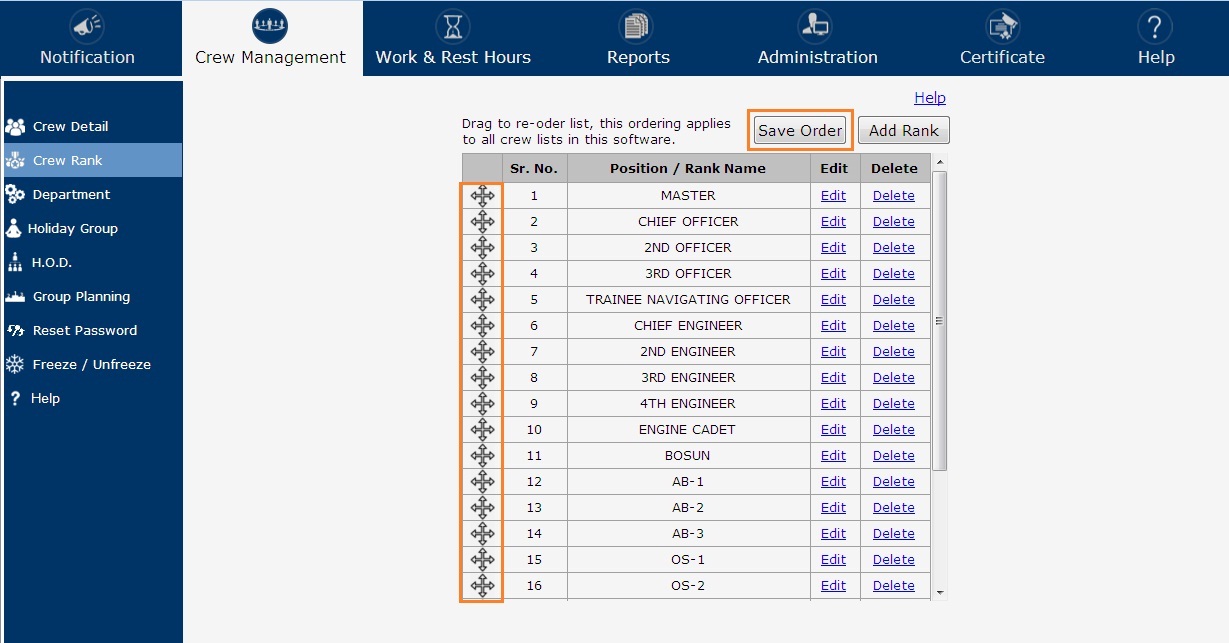 Notification Crew Management Work & Rest Hours Reports Administration Certificate Help
Crew Detail
Crew Rank
Department
Holiday Group
H.O.D.
Group Planning
Reset Password
Freeze / Unfreeze
? Help
Help
Drag to re-oder list, this ordering applies
to all crew lists in this software.
Save Order Add Rank
Sr. No. Position / Rank Name Edit Delete
1 MASTER Edit Delete
2 CHIEF OFFICER Edit Delete
3 2ND OFFICER Edit Delete
4 3RD OFFICER Edit Delete
5 TRAINEE NAVIGATING OFFICER Edit Delete
6 CHIEF ENGINEER Edit Delete
7 2ND ENGINEER Edit Delete
8 3RD ENGINEER Edit Delete
9 4TH ENGINEER Edit Delete
10 ENGINE CADET Edit Delete
11 BOSUN Edit Delete
12 AB-1 Edit Delete
13 AB-2 Edit Delete
14 AB-3 Edit Delete
15 OS-1 Edit Delete
16 OS-2 Edit Delete